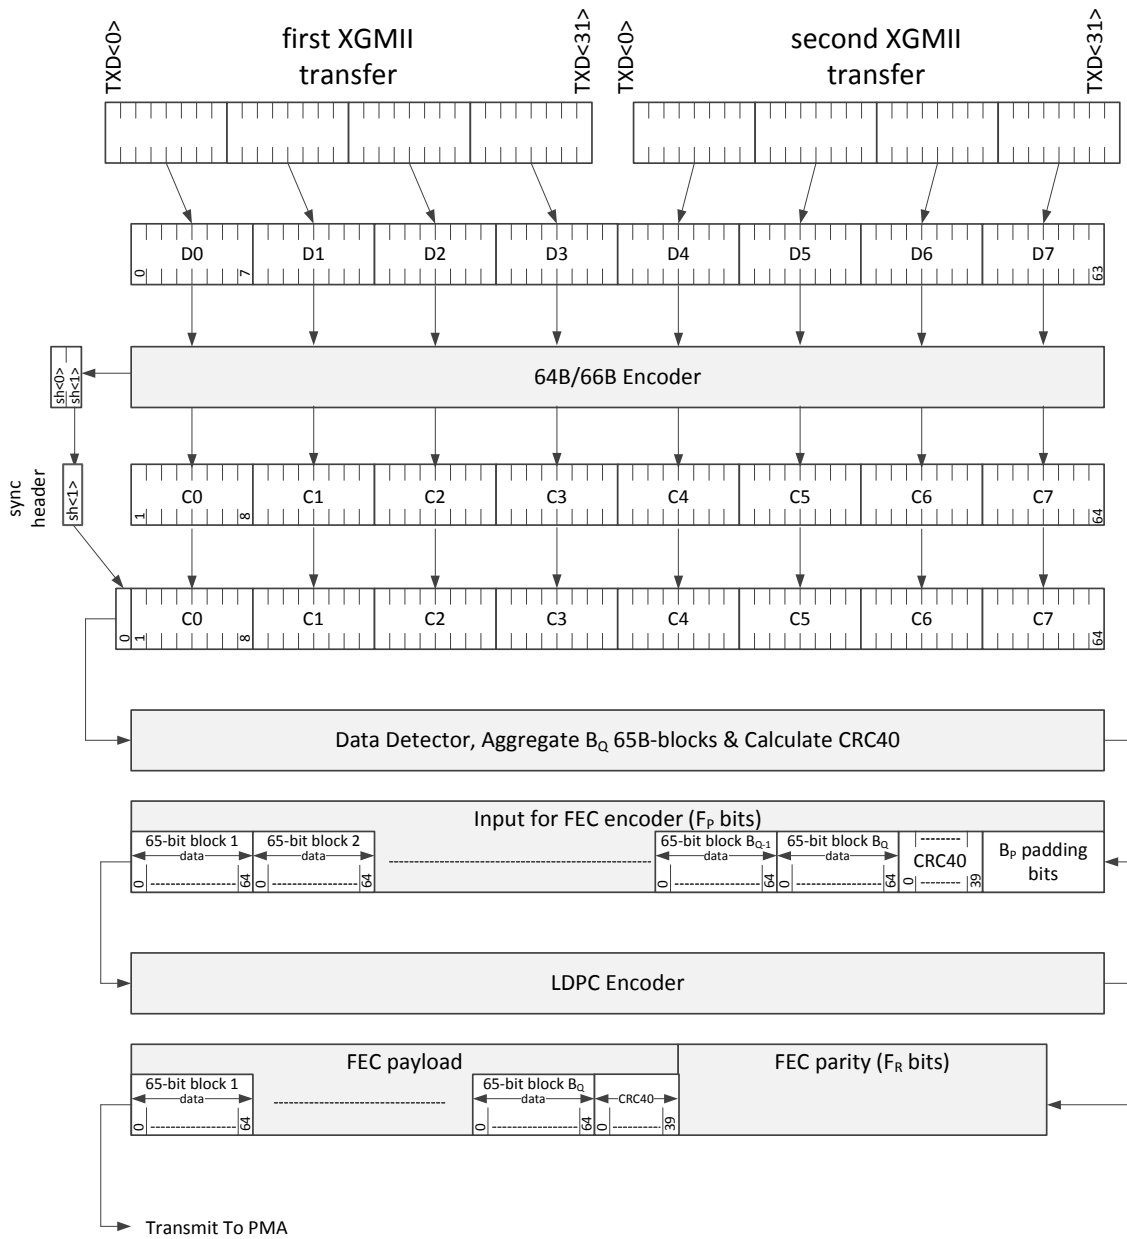 TXD<0>
first XGMII
transfer
TXD<31>
TXD<0>
second XGMII
transfer
TXD<31>
D0 D1 D2 D3 D4 D5 D6 D7
0 7 63
64B/66B Encoder
sh<0>
sh<1>
sync
header
sh<1>
C0 C1 C2 C3 C4 C5 C6 C7
1 8 64
C0 C1 C2 C3 C4 C5 C6 C7
0 1 8 64
Data Detector, Aggregate BQ 65B-blocks & Calculate CRC40
Input for FEC encoder (FP bits)
65-bit block 1 65-bit block 2 65-bit block BQ-1 65-bit block BQ
data data data data
CRC40
BP padding
bits
0 64 0 64 0 64 0 64 0 39
LDPC Encoder
FEC payload FEC parity (FR bits)
65-bit block 1 65-bit block BQ
data data CRC40
0 64 0 64 0 39
Transmit To PMA